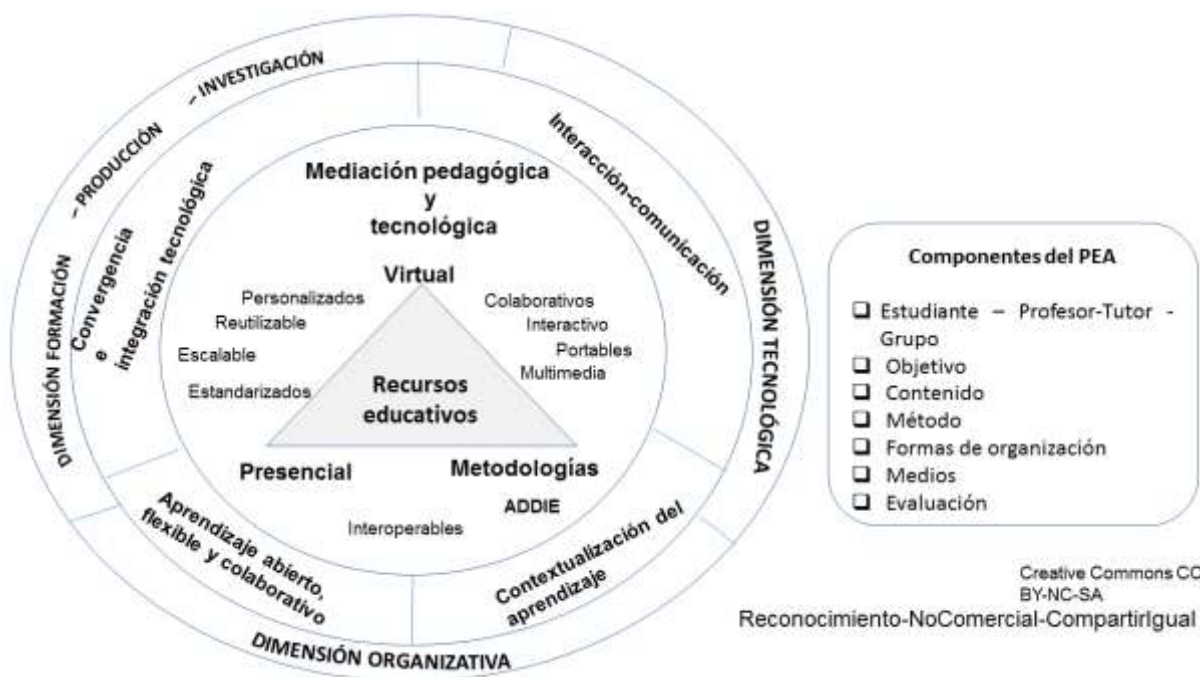 DIMENSIÓN FORMACIÓN – PRODUCCIÓN – INVESTIGACIÓN
Convergencia
e
integración tecnológica
Interacción-comunicación
DIMENSIÓN TECNOLÓGICA
Mediación pedagógica
y
tecnológica
Virtual
Personalizados
Reutilizable
Escalable
Estandarizados
Colaborativos
Interactivo
Portables
Multimedia
Recursos
educativos
Presencial
Metodologías
ADDIE
Interoperables
Aprendizaje abierto,
flexible y colaborativo
Contextualización del
aprendizaje
DIMENSIÓN ORGANIZATIVA
Componentes del PEA
Estudiante – Profesor-Tutor -
Grupo
Objetivo
Contenido
Método
Formas de organización
Medios
Evaluación
Creative Commons CC
BY-NC-SA
Reconocimiento-NoComercial-CompartirIgual